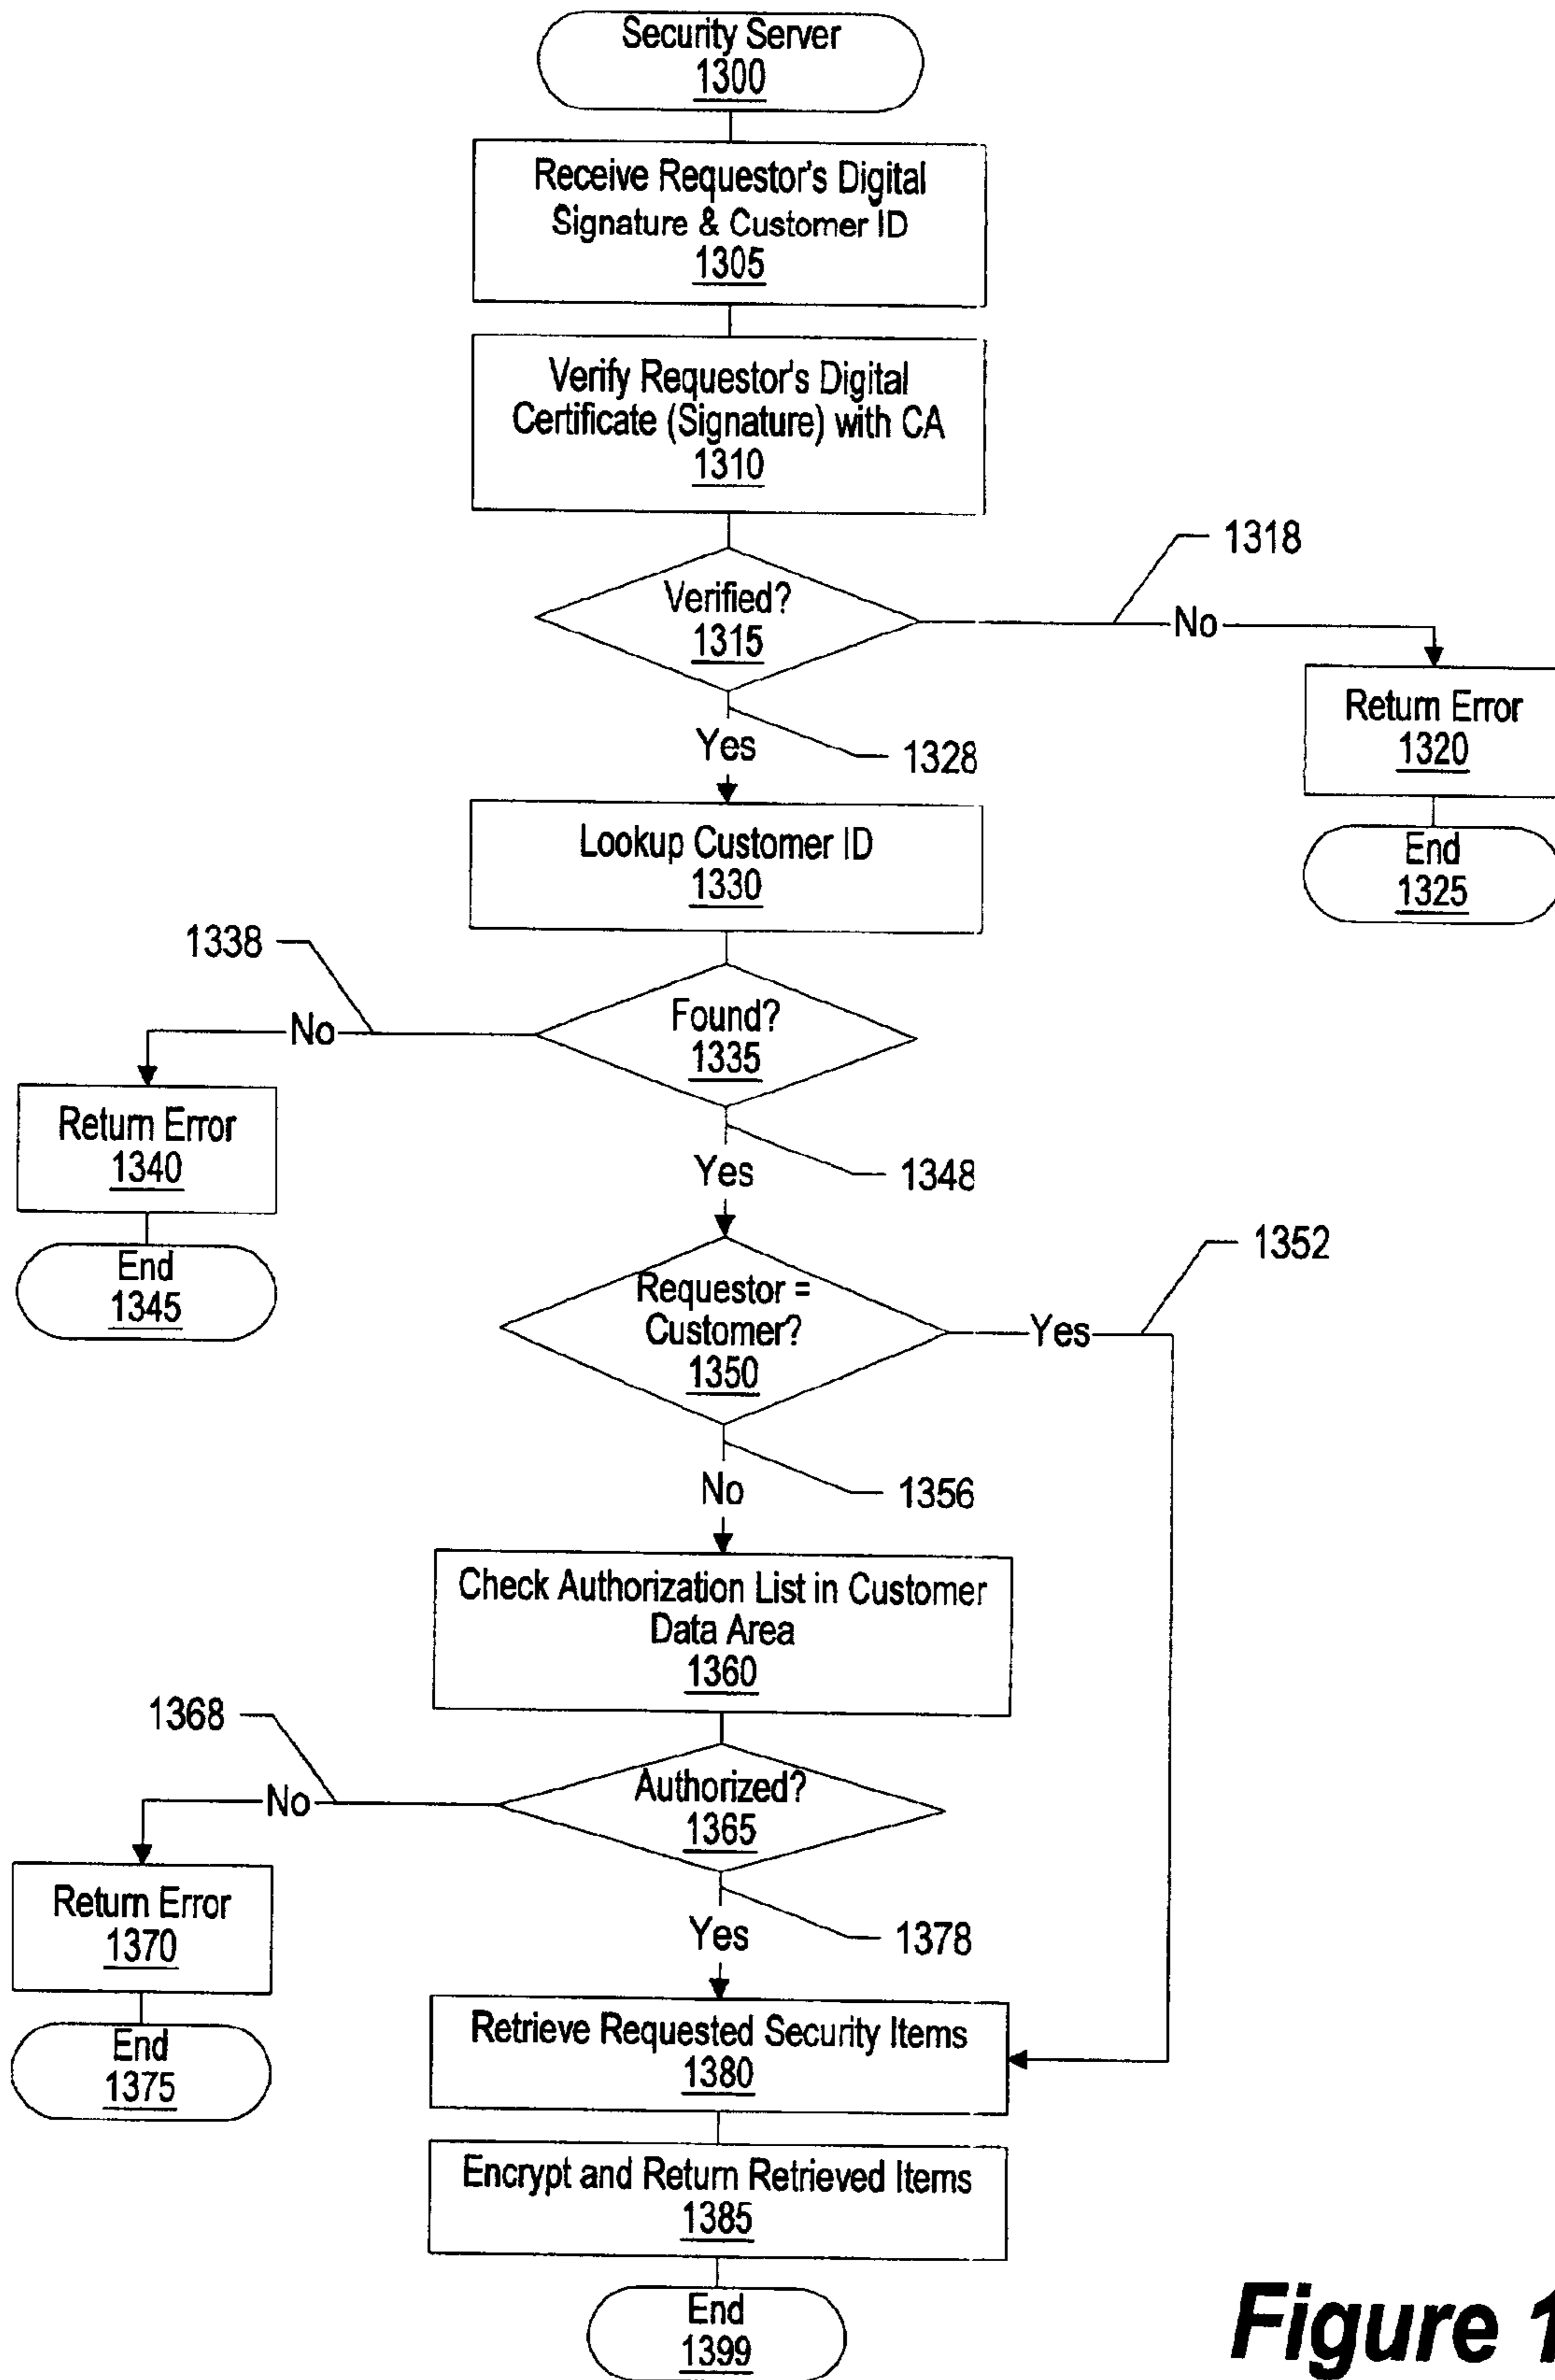 Security Server
1300
Receive Requestor's Digital
Signature & Customer ID
1305
Verify Requestor's Digital
Certificate (Signature) with CA
1310
1318
Verified?
1315
No
Return Error
1320
End
1325
Yes
1328
Lookup Customer ID
1330
1338
Found?
1335
No
Return Error
1340
End
1345
Yes
1348
1352
Requestor =
Customer?
1350
Yes
No
1356
Check Authorization List in Customer
Data Area
1360
1368
Authorized?
1365
No
Return Error
1370
End
1375
Yes
1378
Retrieve Requested Security Items
1380
Encrypt and Return Retrieved Items
1385
End
1399
Figure